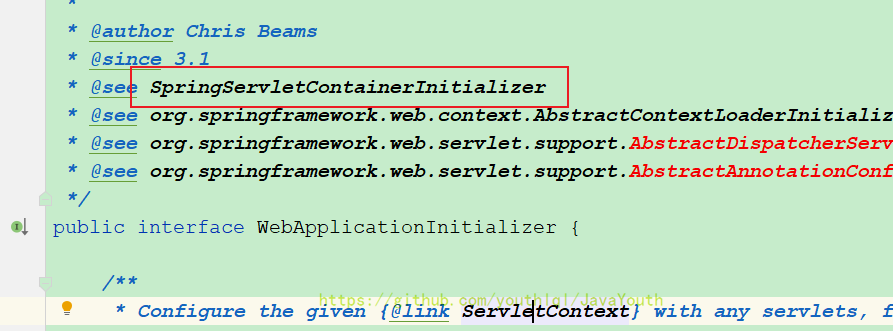 *
* @author Chris Beams
* @since 3.1
* @see SpringServletContainerInitializer
* @see org.springframework.web.context.AbstractContextLoaderInitializ
* @see org.springframework.web.servlet.support.AbstractDispatcherServ
* @see org.springframework.web.servlet.support.AbstractAnnotationConf
*/
public interface WebApplicationInitializer {
/**
https://github.com/youthlql/JavaYouth
* Configure the given {@link ServletContext} with any servlets, f